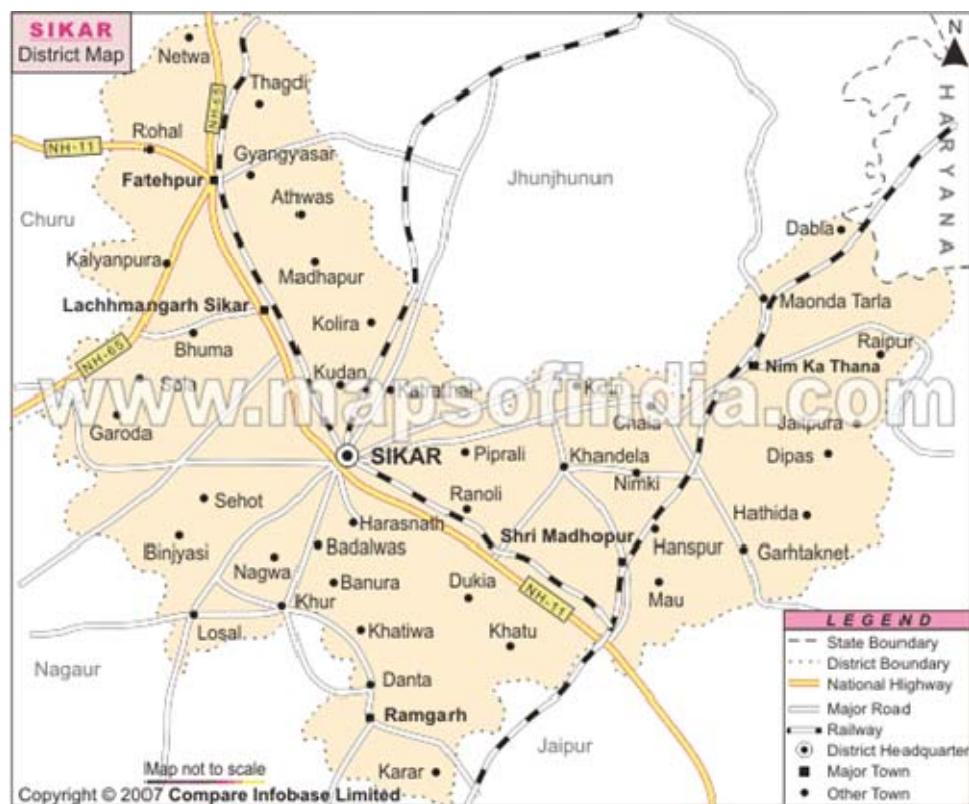 SIKAR
District Map
N
HARYANA
Netwa
NH-65
Thagdi
Rohal
NH-11
Gyangyasar
Fatehpur
Jhunjhunun
Athwas
Churu
Dabla
Kalyanpura
Madhapur
Lachhmangarh Sikar
Maonda Tarla
Kolira
Bhuma
Raipur
NH-65
Nim Ka Thana
Kudan
Sola
Katrathal
www.mapsofindia.com
Garoda
Chala
Jaitpura
SIKAR
Piprali
Khandela
Dipas
Nimki
Sehot
Ranoli
Harasnath
Shri Madhopur
Hathida
Binjyasi
Badalwas
Hanspur
Garhtaknet
Nagwa
Banura
Dukia
NH-11
Mau
Khur
Losal
Khatiwa
Khatu
Nagaur
Danta
Ramgarh
Jaipur
Karar
LEGEND
State Boundary
District Boundary
National Highway
Major Road
Railway
District Headquarter
Major Town
Other Town
Map not to scale
Copyright © 2007 Compare Infobase Limited